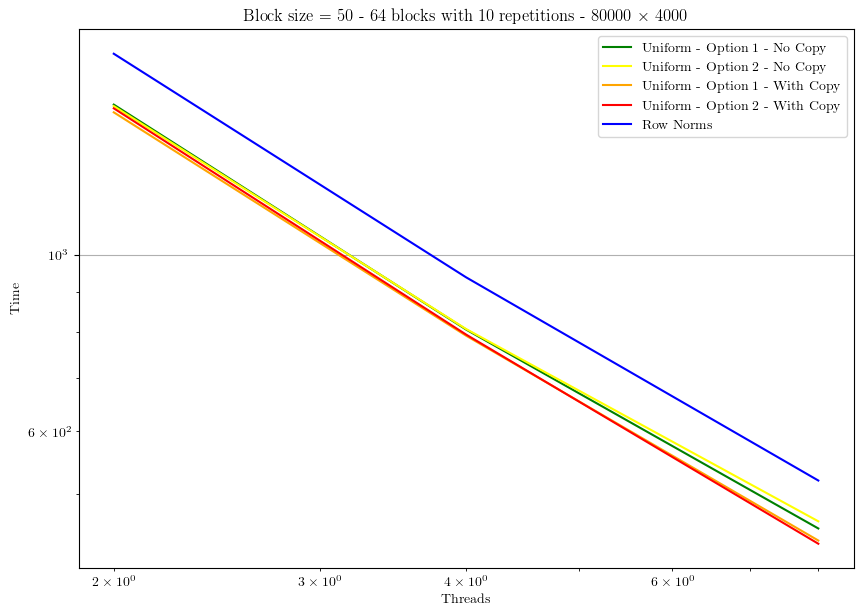 Block size = 50 - 64 blocks with 10 repetitions - 80000 × 4000
Uniform - Option 1 - No Copy
Uniform - Option 2 - No Copy
Uniform - Option 1 - With Copy
Uniform - Option 2 - With Copy
Row Norms
10³
Time
6 × 10²
2 × 10⁰ 3 × 10⁰ 4 × 10⁰ 6 × 10⁰
Threads